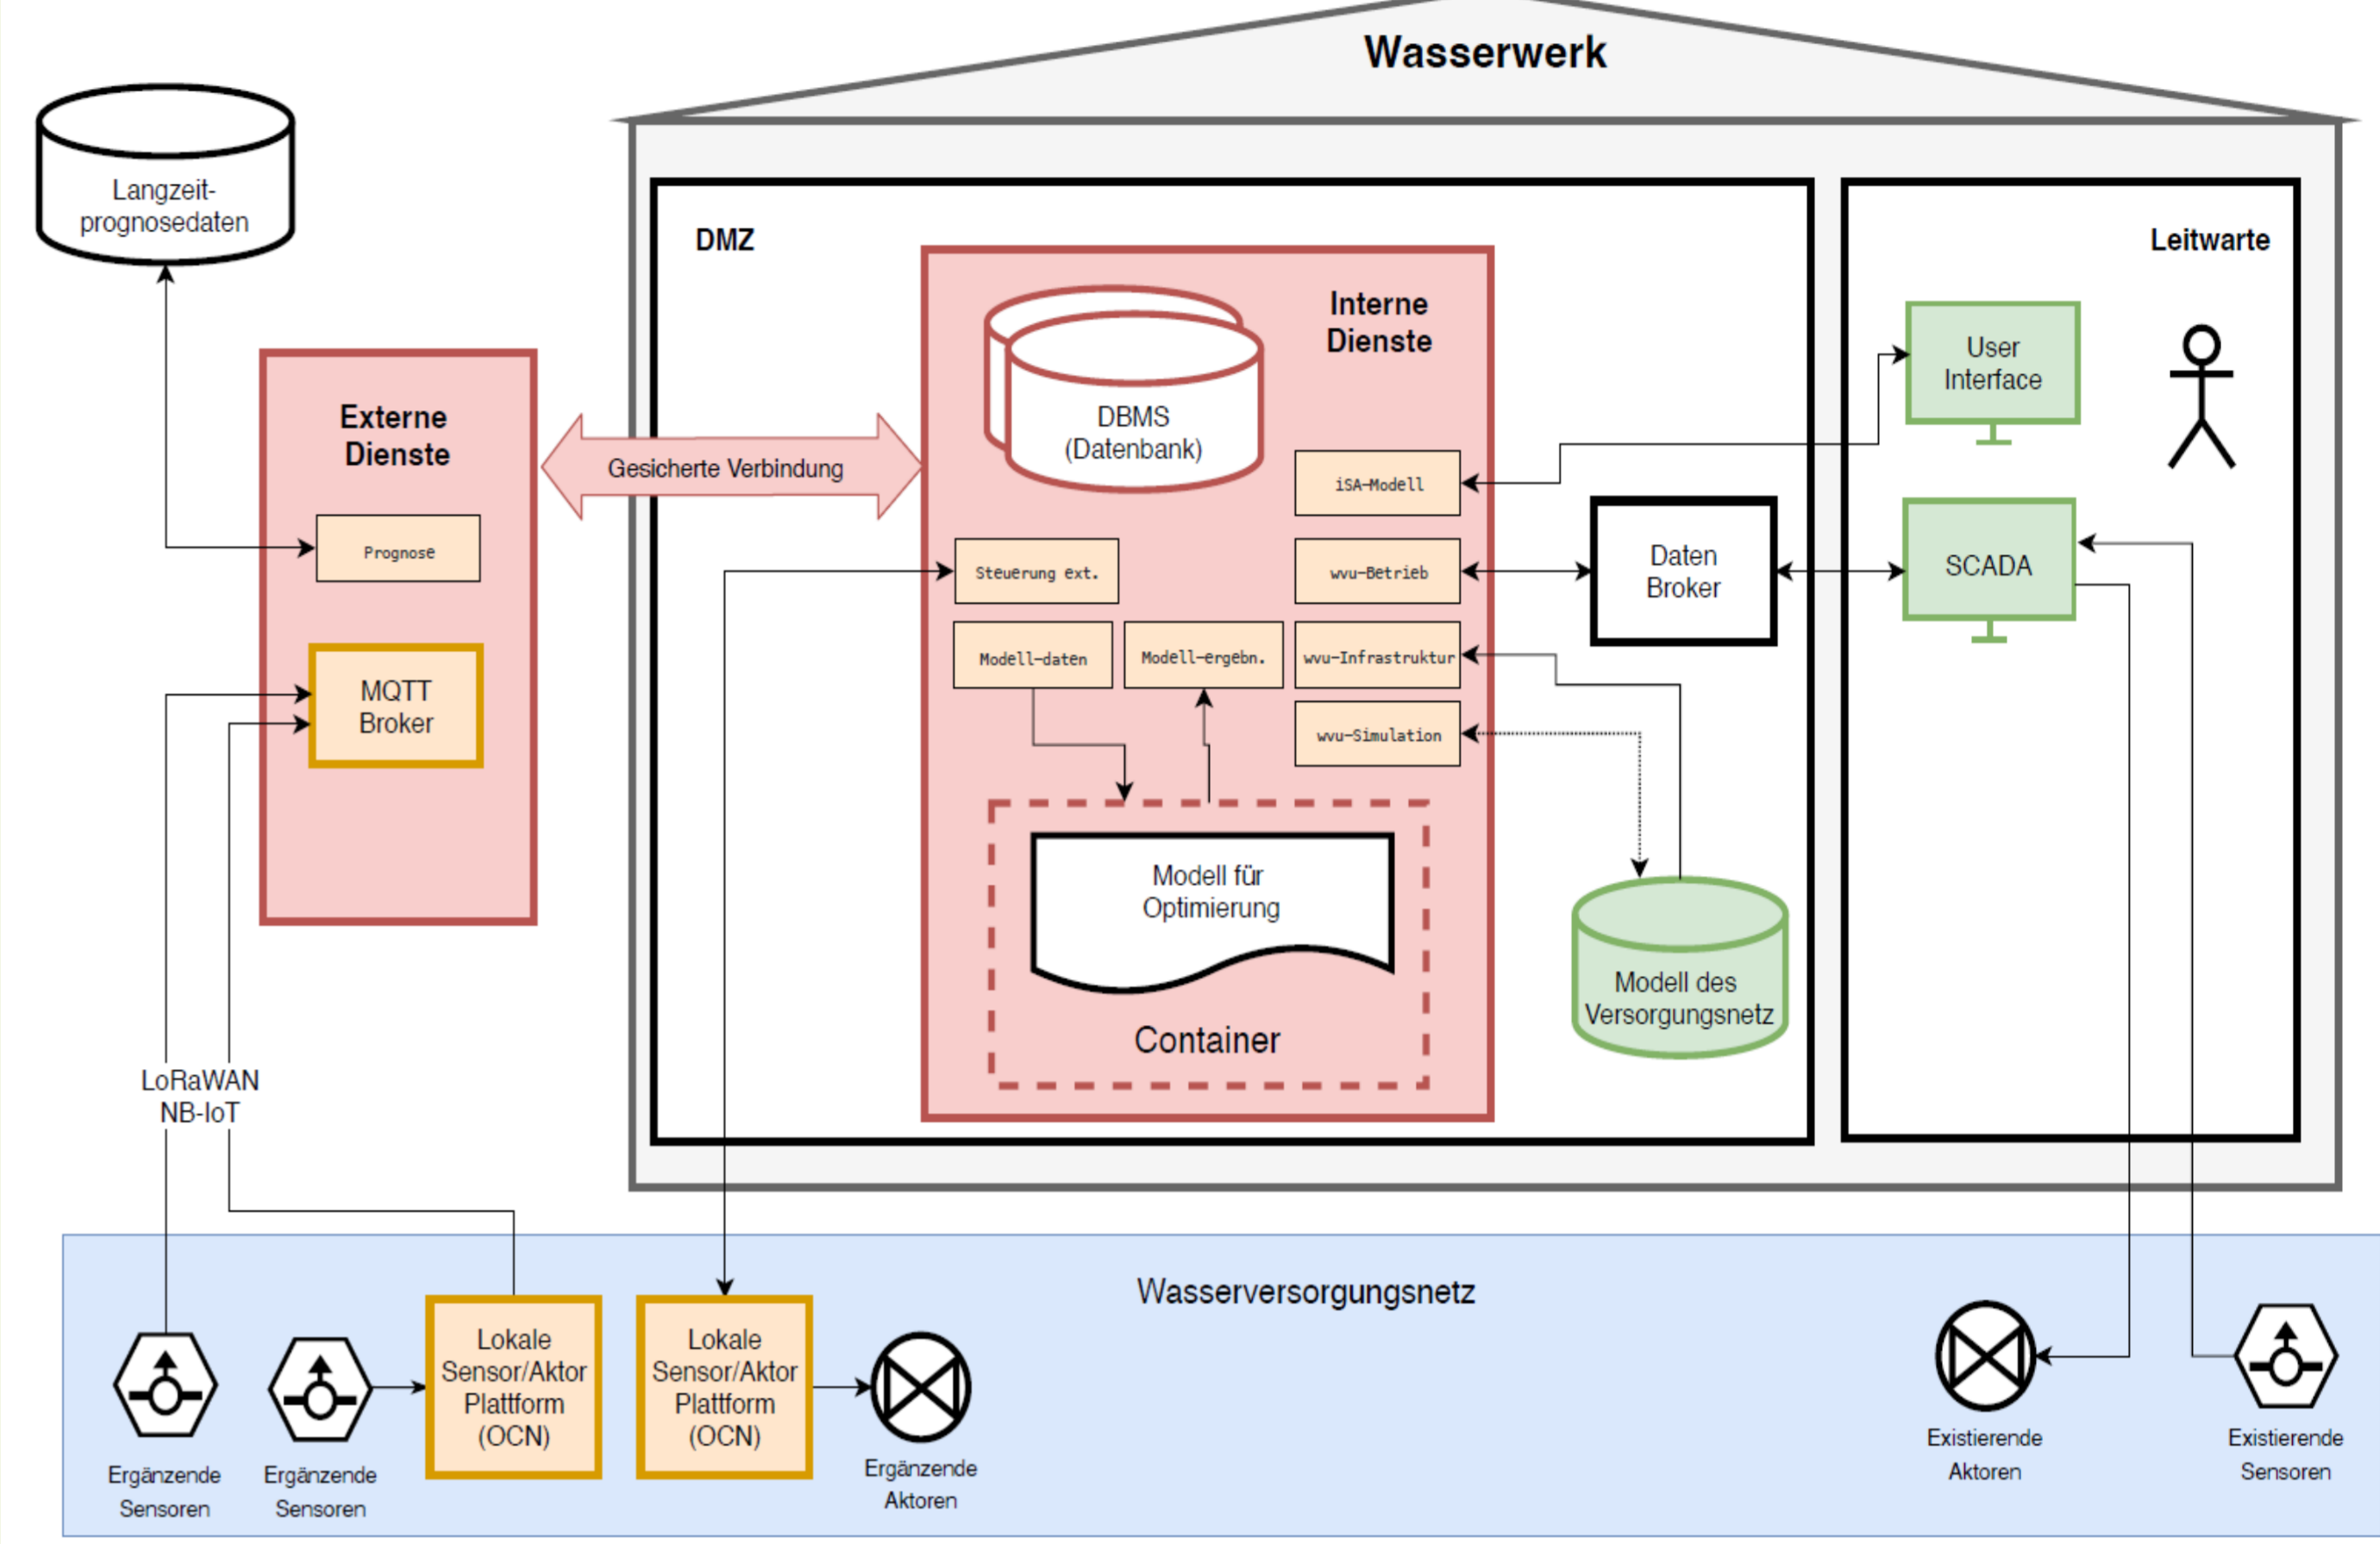 Wasserwerk
Langzeit-
prognosedaten
DMZ
Leitwarte
Interne
Dienste
User
Interface
DBMS
(Datenbank)
Externe
Dienste
Gesicherte Verbindung
iSA-Modell
Prognose
Steuerung ext.
wvu-Betrieb
Daten
Broker
SCADA
Modell-daten
Modell-ergebn.
wvu-Infrastruktur
MQTT
Broker
wvu-Simulation
Modell für
Optimierung
Container
Modell des
Versorgungsnetz
LoRaWAN
NB-IoT
Wasserversorgungsnetz
Lokale
Sensor/Aktor
Plattform
(OCN)
Lokale
Sensor/Aktor
Plattform
(OCN)
Ergänzende
Sensoren
Ergänzende
Sensoren
Ergänzende
Aktoren
Existierende
Aktoren
Existierende
Sensoren